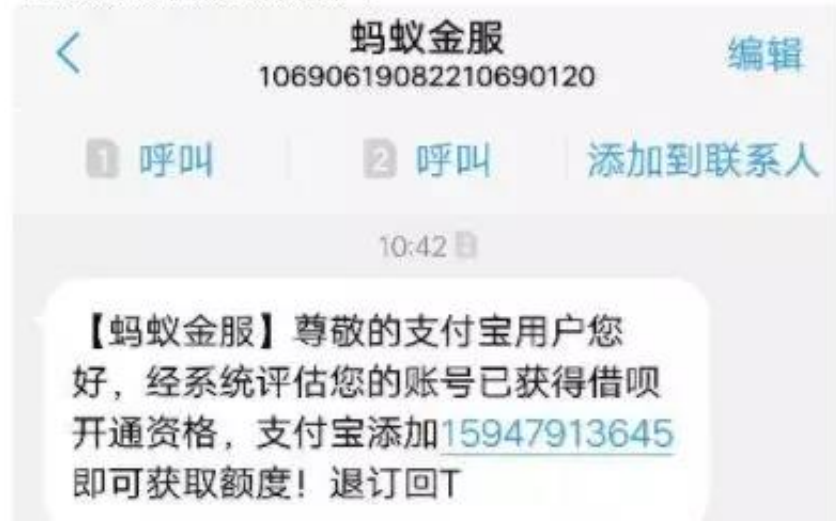 蚂蚁金服
编辑
10690619082210690120
1 呼叫
2 呼叫
添加到联系人
10:42 2
【蚂蚁金服】尊敬的支付宝用户您
好，经系统评估您的账号已获得借呗
开通资格，支付宝添加15947913645
即可获取额度！退订回T